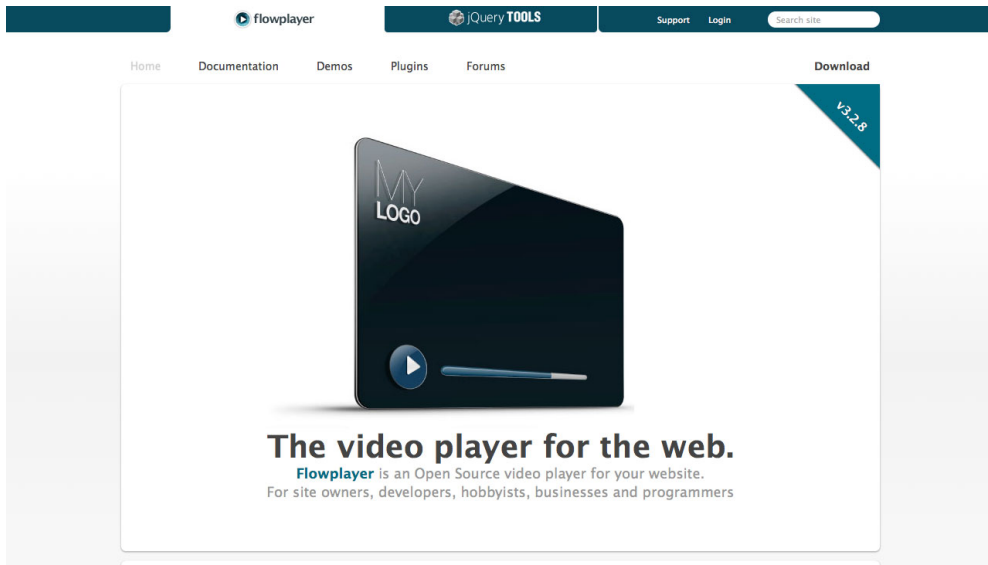 flowplayer
jQuery TOOLS
Support Login Search site
Home Documentation Demos Plugins Forums Download
v3.2.8
MY
LOGO
The video player for the web.
Flowplayer is an Open Source video player for your website.
For site owners, developers, hobbyists, businesses and programmers